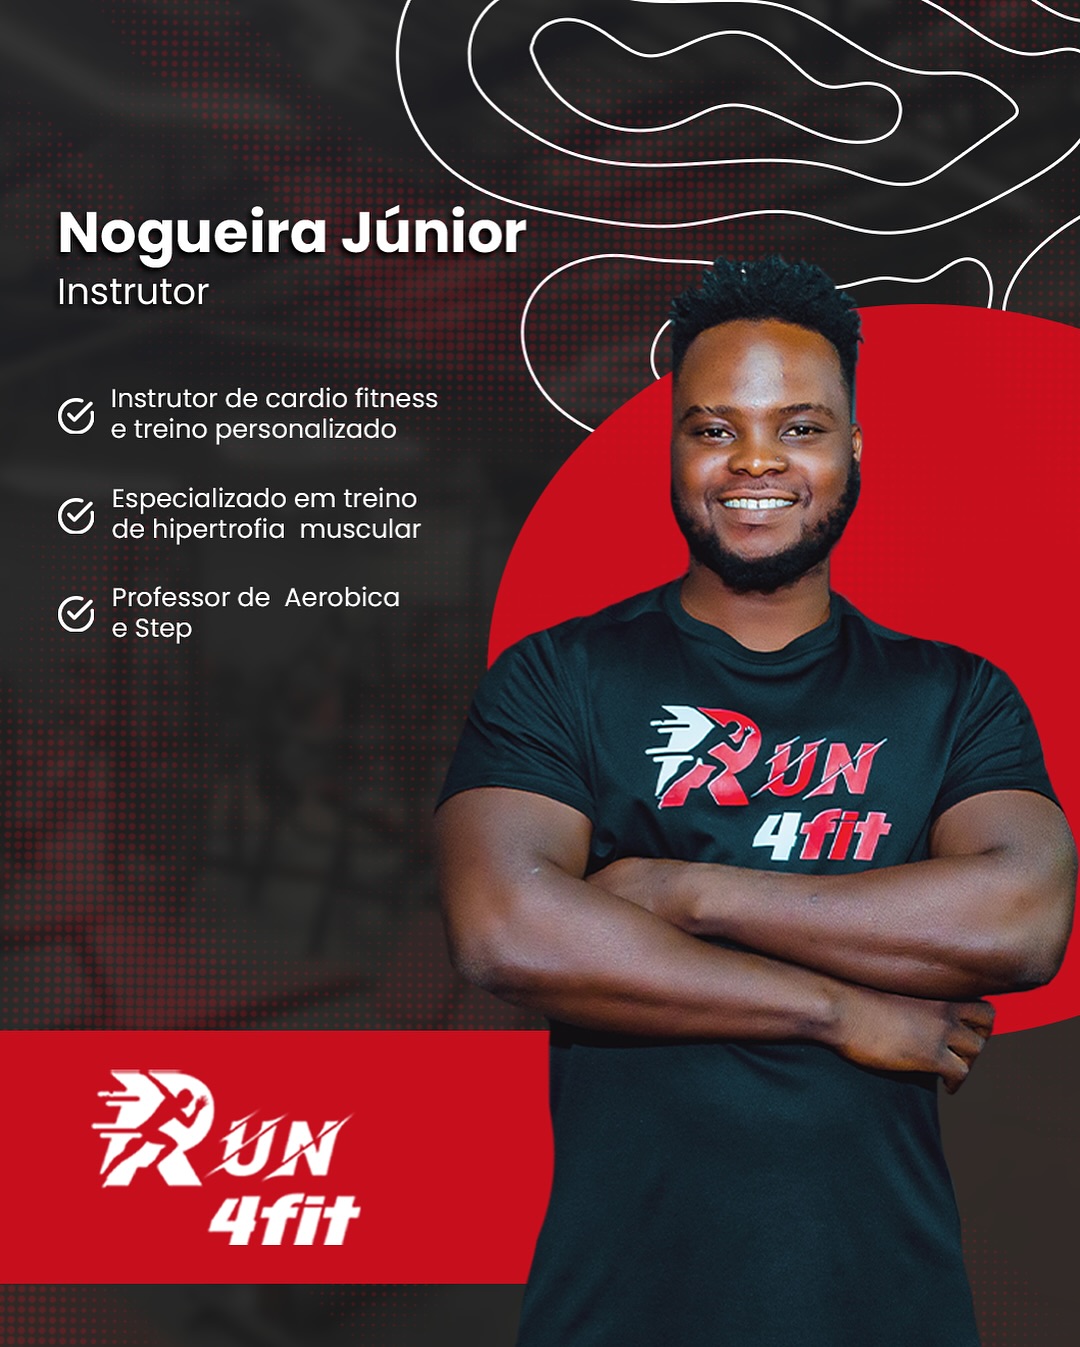 Nogueira Júnior
Instrutor
Instrutor de cardio fitness
e treino personalizado
Especializado em treino
de hipertrofia  muscular
Professor de  Aerobica
e Step
RUN
4fit
RUN
4fit